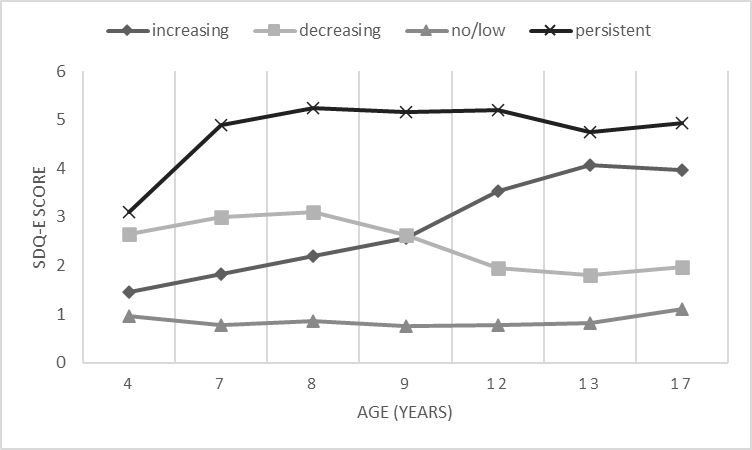 increasing decreasing no/low persistent
6
5
4
3
2
1
0
SDQ-E SCORE
4 7 8 9 12 13 17
AGE (YEARS)